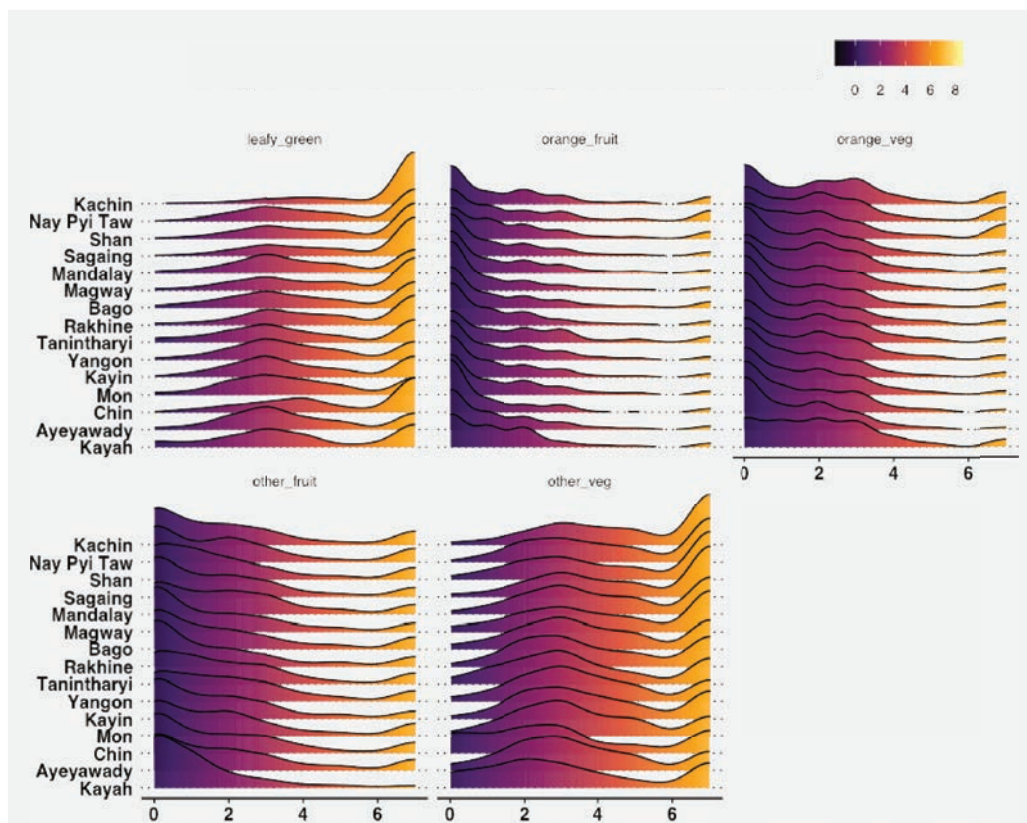 0 2 4 6 8
leafy_green orange_fruit orange_veg
Kachin
Nay Pyi Taw
Shan
Sagaing
Mandalay
Magway
Bago
Rakhine
Tanintharyi
Yangon
Kayin
Mon
Chin
Ayeyawady
Kayah
0 2 4 6
other_fruit other_veg
Kachin
Nay Pyi Taw
Shan
Sagaing
Mandalay
Magway
Bago
Rakhine
Tanintharyi
Yangon
Kayin
Mon
Chin
Ayeyawady
Kayah
0 2 4 6 0 2 4 6